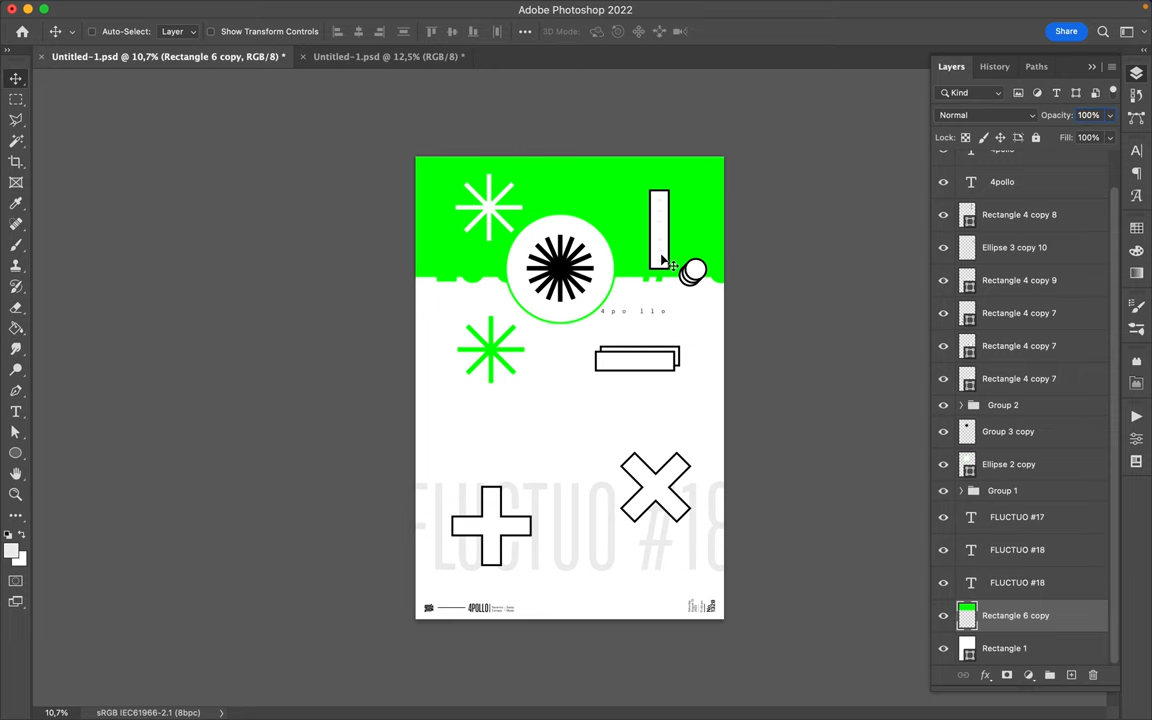 Adobe Photoshop 2022
Auto-Select: Layer Show Transform Controls 3D Mode: Share
Untitled-1.psd @ 10,7% (Rectangle 6 copy, RGB/8) * Untitled-1.psd @ 12,5% (RGB/8) *
Layers History Paths
Kind
Normal Opacity: 100%
Lock: Fill: 100%
4pollo
4pollo
Rectangle 4 copy 8
Ellipse 3 copy 10
Rectangle 4 copy 9
Rectangle 4 copy 7
Rectangle 4 copy 7
Rectangle 4 copy 7
Group 2
Group 3 copy
Ellipse 2 copy
Group 1
FLUCTUO #17
FLUCTUO #18
FLUCTUO #18
Rectangle 6 copy
Rectangle 1
4po llo
FLUCTUO #18
4POLLO
10,7% sRGB IEC61966-2.1 (8bpc)